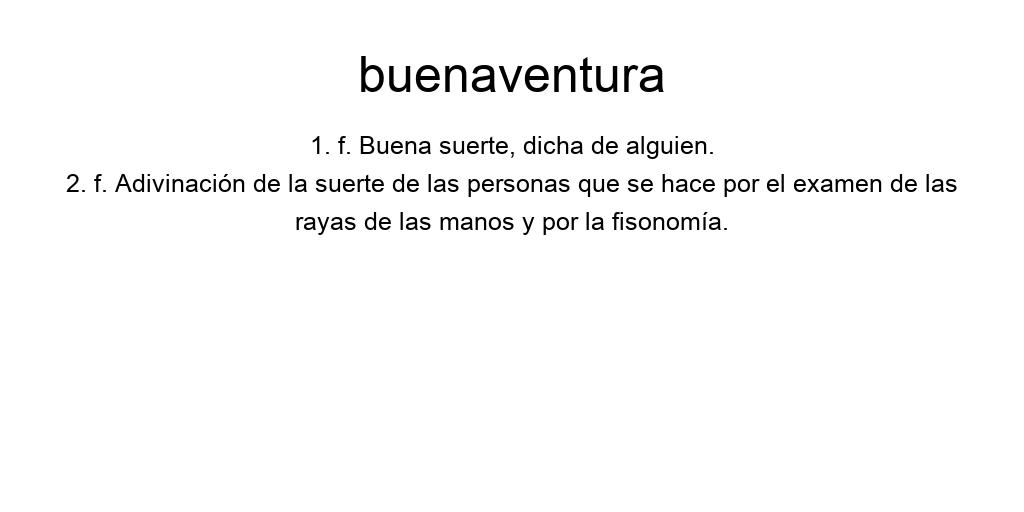 buenaventura
1. f. Buena suerte, dicha de alguien.
2. f. Adivinación de la suerte de las personas que se hace por el examen de las
rayas de las manos y por la fisonomía.